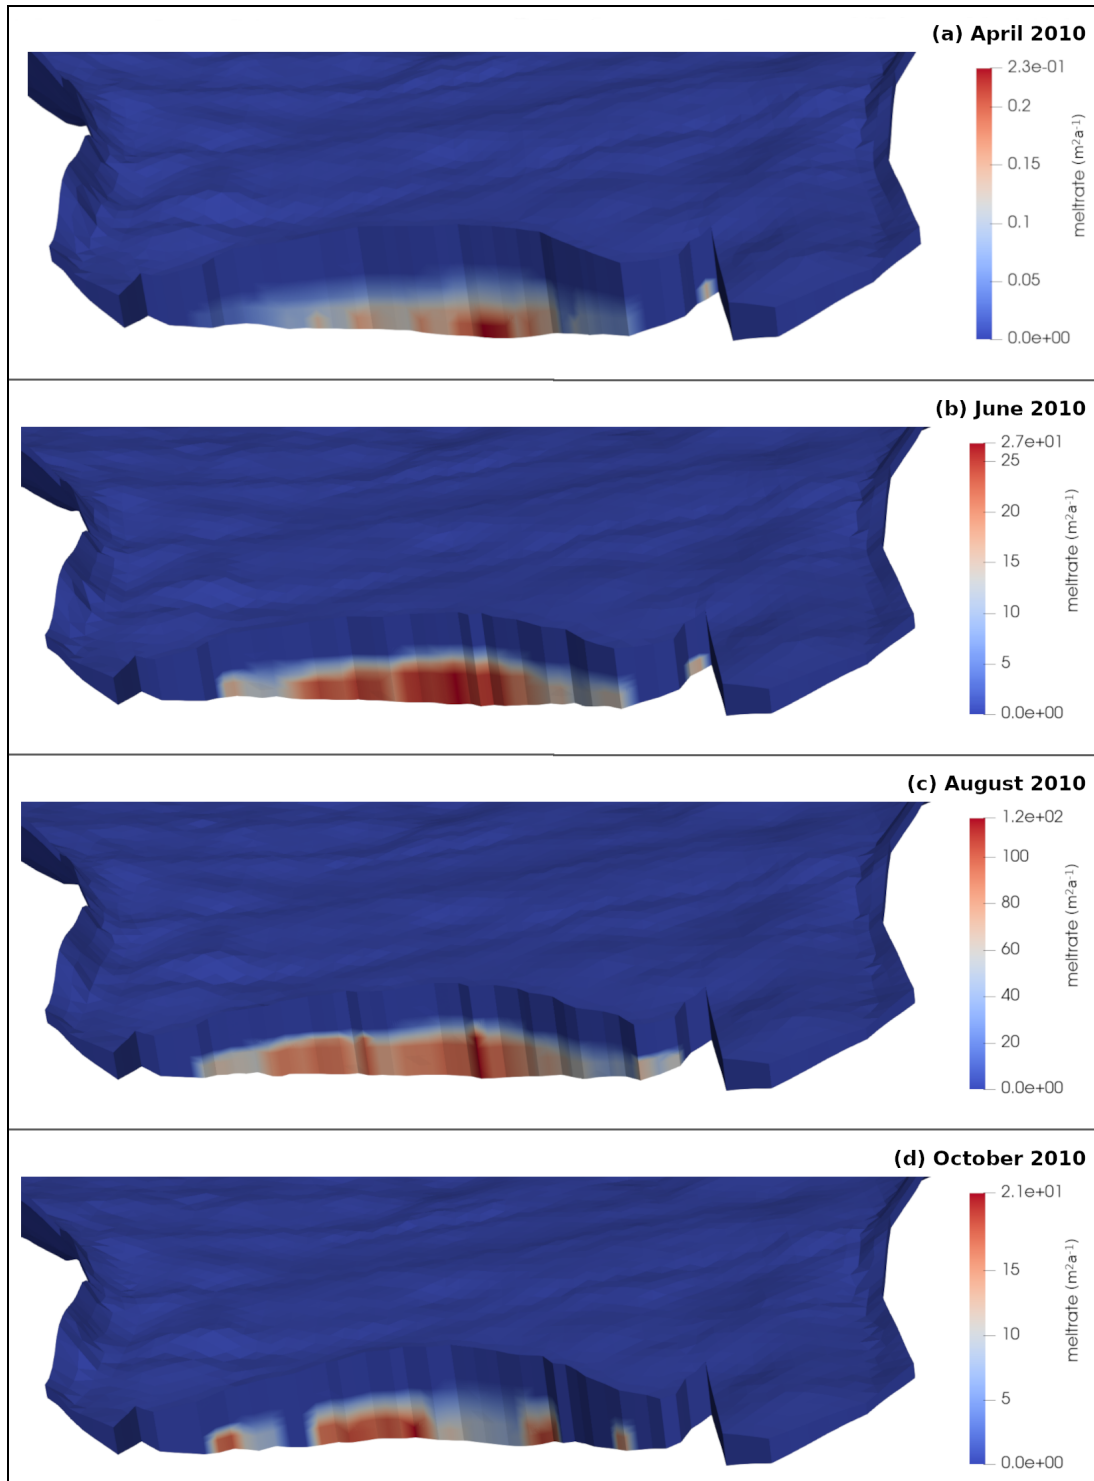 (a) April 2010
2.3e-01
0.2
0.15
0.1
0.05
0.0e+00
meltrate (m²a⁻¹)
(b) June 2010
2.7e+01
25
20
15
10
5
0.0e+00
meltrate (m²a⁻¹)
(c) August 2010
1.2e+02
100
80
60
40
20
0.0e+00
meltrate (m²a⁻¹)
(d) October 2010
2.1e+01
15
10
5
0.0e+00
meltrate (m²a⁻¹)